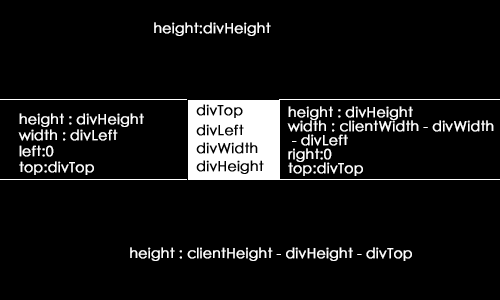 height:divHeight
height : divHeight
width : divLeft
left:0
top:divTop
divTop
divLeft
divWidth
divHeight
height : divHeight
width : clientWidth - divWidth
- divLeft
right:0
top:divTop
height : clientHeight - divHeight - divTop